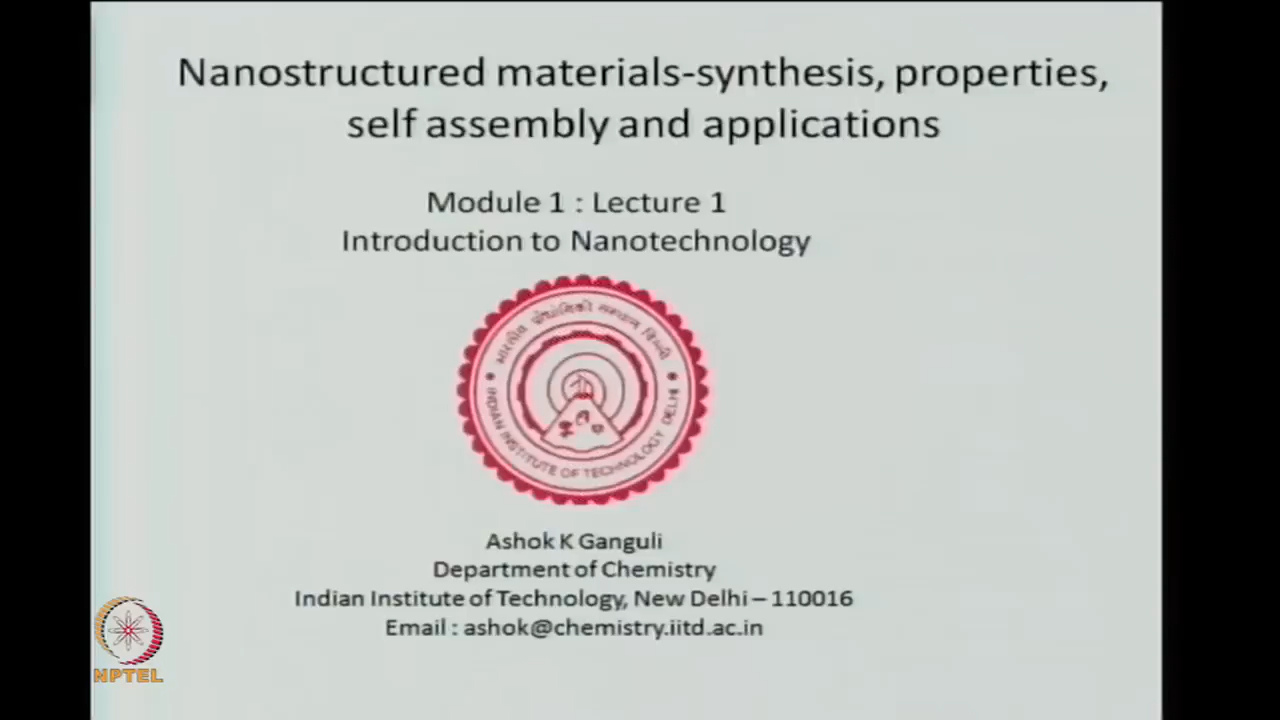 Nanostructured materials-synthesis, properties,
self assembly and applications
Module 1 : Lecture 1
Introduction to Nanotechnology
भारतीय प्रौद्योगिकी संस्थान दिल्ली
INDIAN INSTITUTE OF TECHNOLOGY DELHI
Ashok K Ganguli
Department of Chemistry
Indian Institute of Technology, New Delhi – 110016
Email : ashok@chemistry.iitd.ac.in
NPTEL